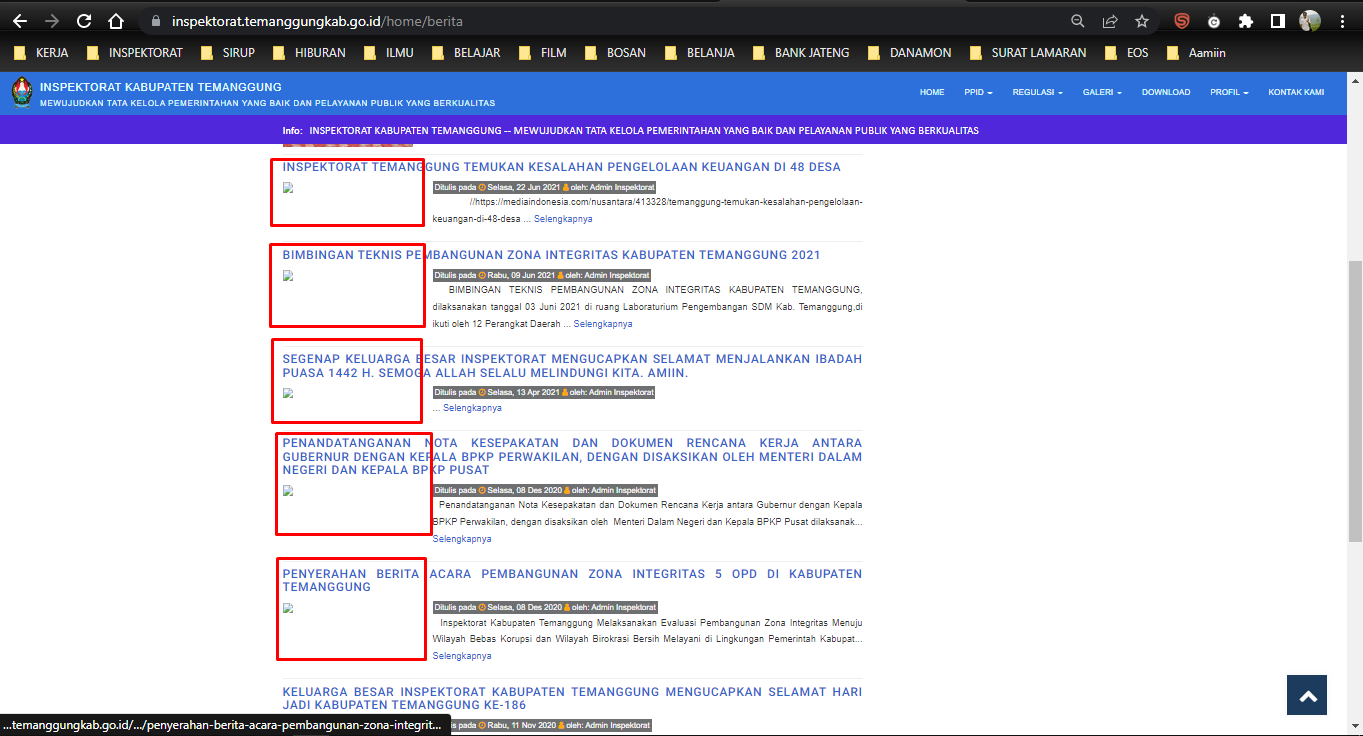 inspektorat.temanggungkab.go.id/home/berita
KERJA INSPEKTORAT SIRUP HIBURAN ILMU BELAJAR FILM BOSAN BELANJA BANK JATENG DANAMON SURAT LAMARAN EOS Aamiin
INSPEKTORAT KABUPATEN TEMANGGUNG
MEWUJUDKAN TATA KELOLA PEMERINTAHAN YANG BAIK DAN PELAYANAN PUBLIK YANG BERKUALITAS
HOME PPID REGULASI GALERI DOWNLOAD PROFIL KONTAK KAMI
Info: INSPEKTORAT KABUPATEN TEMANGGUNG -- MEWUJUDKAN TATA KELOLA PEMERINTAHAN YANG BAIK DAN PELAYANAN PUBLIK YANG BERKUALITAS
INSPEKTORAT TEMANGGUNG TEMUKAN KESALAHAN PENGELOLAAN KEUANGAN DI 48 DESA
Ditulis pada Selasa, 22 Jun 2021 oleh: Admin Inspektorat
//https://mediaindonesia.com/nusantara/413328/temanggung-temukan-kesalahan-pengelolaan-
keuangan-di-48-desa ... Selengkapnya
BIMBINGAN TEKNIS PEMBANGUNAN ZONA INTEGRITAS KABUPATEN TEMANGGUNG 2021
Ditulis pada Rabu, 09 Jun 2021 oleh: Admin Inspektorat
BIMBINGAN TEKNIS PEMBANGUNAN ZONA INTEGRITAS KABUPATEN TEMANGGUNG,
dilaksanakan tanggal 03 Juni 2021 di ruang Laboraturium Pengembangan SDM Kab. Temanggung,di
ikuti oleh 12 Perangkat Daerah ... Selengkapnya
SEGENAP KELUARGA BESAR INSPEKTORAT MENGUCAPKAN SELAMAT MENJALANKAN IBADAH
PUASA 1442 H. SEMOGA ALLAH SELALU MELINDUNGI KITA. AMIIN.
Ditulis pada Selasa, 13 Apr 2021 oleh: Admin Inspektorat
... Selengkapnya
PENANDATANGANAN NOTA KESEPAKATAN DAN DOKUMEN RENCANA KERJA ANTARA
GUBERNUR DENGAN KEPALA BPKP PERWAKILAN, DENGAN DISAKSIKAN OLEH MENTERI DALAM
NEGERI DAN KEPALA BPKP PUSAT
Ditulis pada Selasa, 08 Des 2020 oleh: Admin Inspektorat
Penandatanganan Nota Kesepakatan dan Dokumen Rencana Kerja antara Gubernur dengan Kepala
BPKP Perwakilan, dengan disaksikan oleh Menteri Dalam Negeri dan Kepala BPKP Pusat dilaksanak...
Selengkapnya
PENYERAHAN BERITA ACARA PEMBANGUNAN ZONA INTEGRITAS 5 OPD DI KABUPATEN
TEMANGGUNG
Ditulis pada Selasa, 08 Des 2020 oleh: Admin Inspektorat
Inspektorat Kabupaten Temanggung Melaksanakan Evaluasi Pembangunan Zona Integritas Menuju
Wilayah Bebas Korupsi dan Wilayah Birokrasi Bersih Melayani di Lingkungan Pemerintah Kabupat...
Selengkapnya
KELUARGA BESAR INSPEKTORAT KABUPATEN TEMANGGUNG MENGUCAPKAN SELAMAT HARI
JADI KABUPATEN TEMANGGUNG KE-186
pada Rabu, 11 Nov 2020 oleh: Admin Inspektorat
...temanggungkab.go.id/.../penyerahan-berita-acara-pembangunan-zona-integrit...